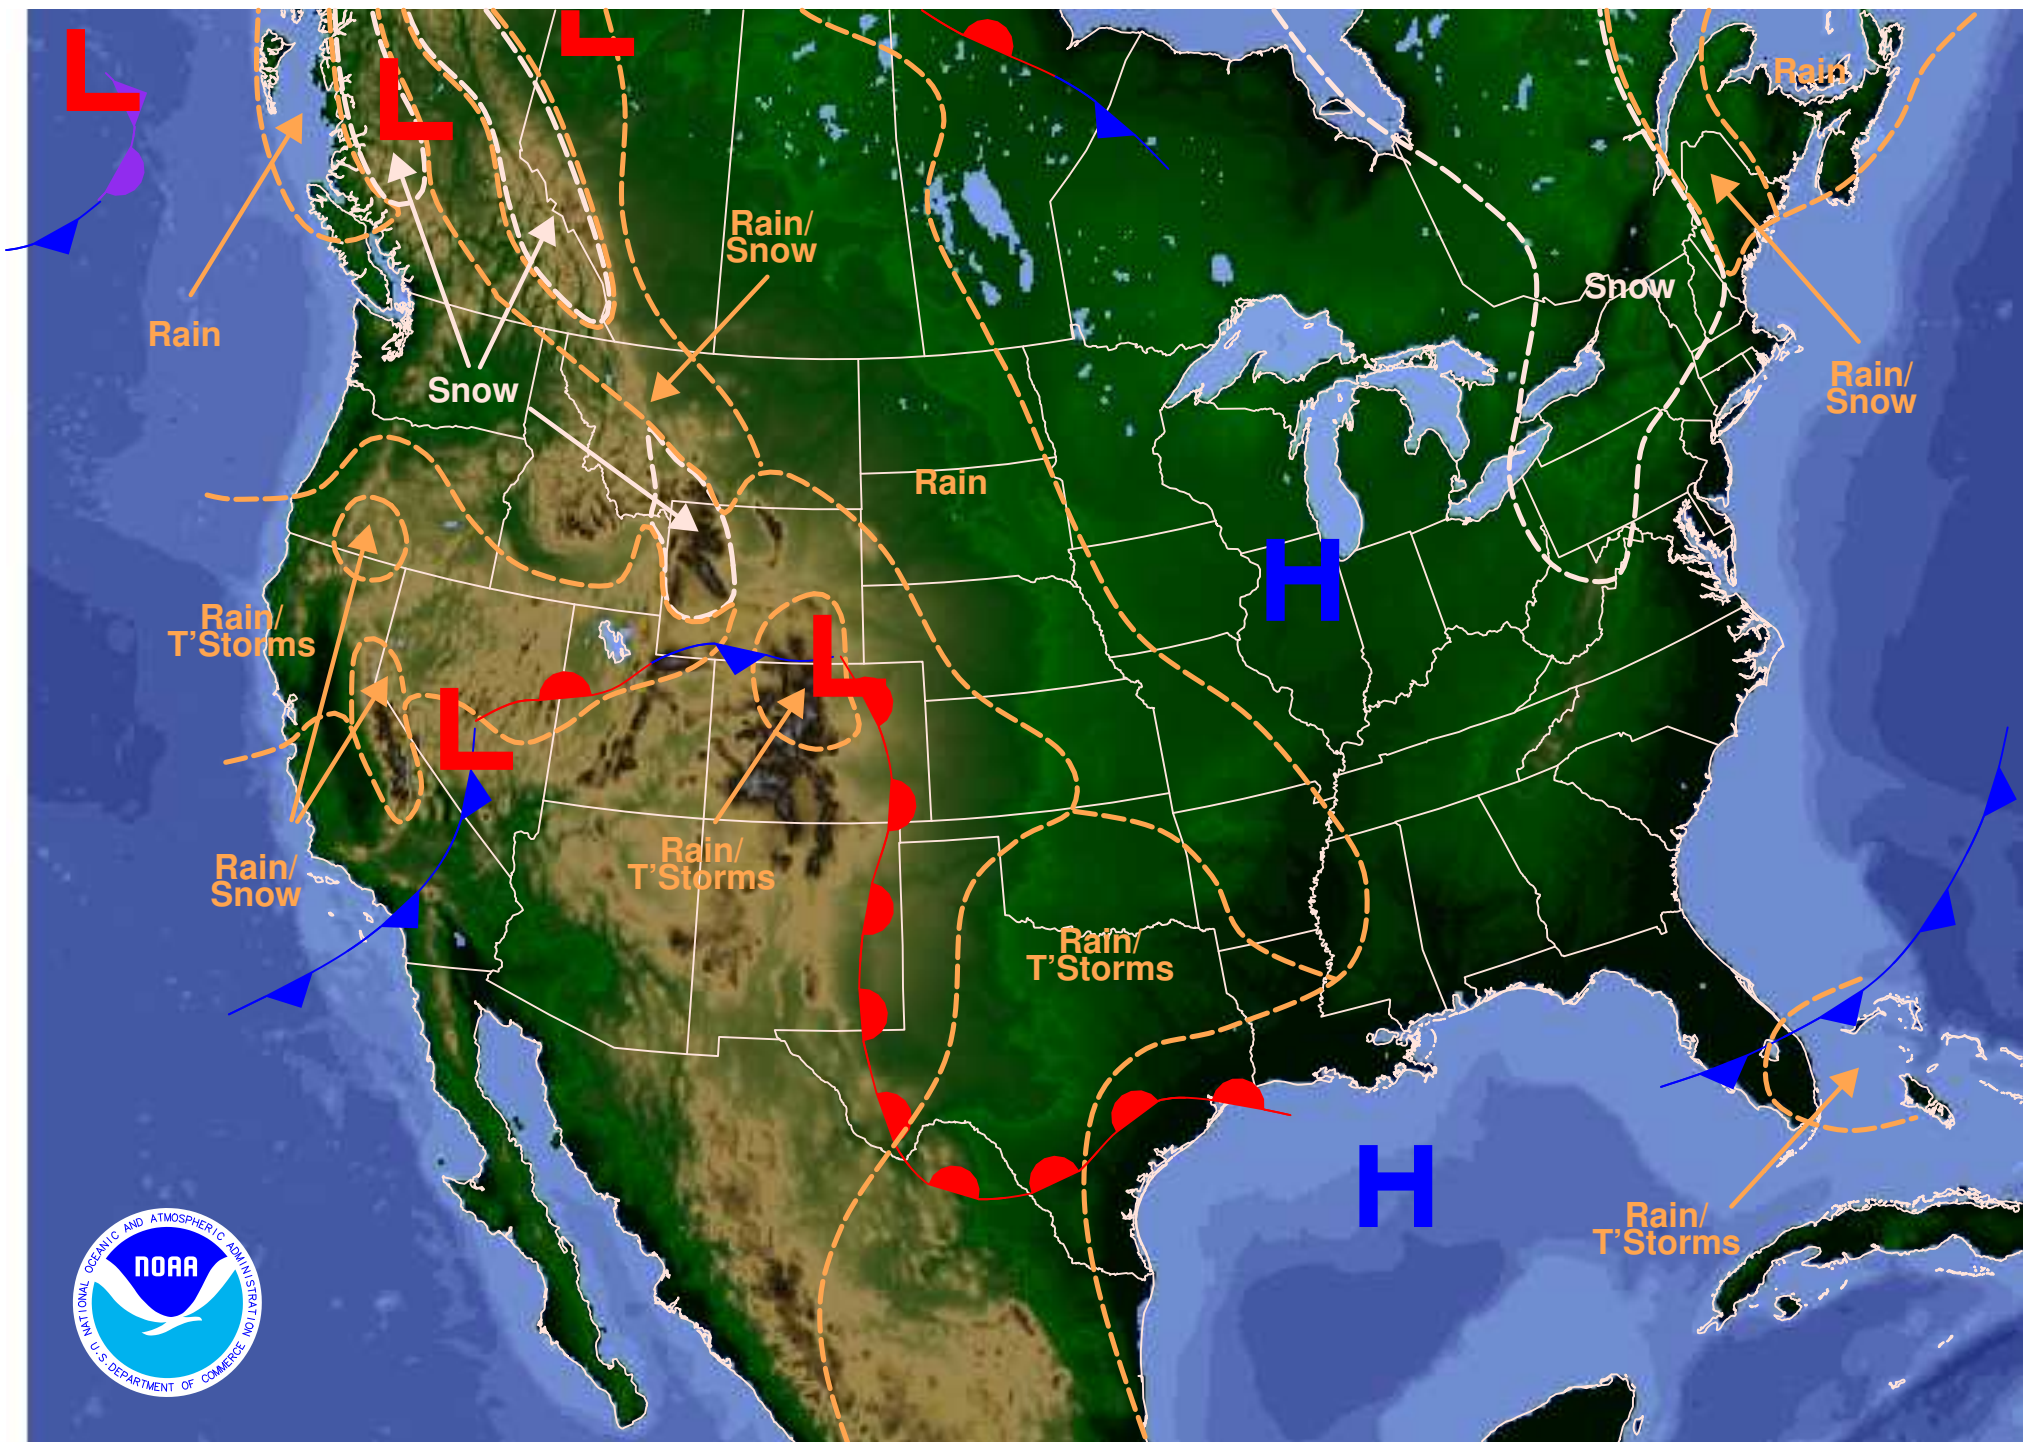 L
L
L
Rain
Rain/
Snow
Rain
Snow
Snow
Rain/
Snow
Rain
H
Rain/
T'Storms
L
L
Rain/
Snow
Rain/
T'Storms
Rain/
T'Storms
H
Rain/
T'Storms
NATIONAL OCEANIC AND ATMOSPHERIC ADMINISTRATION
NOAA
U.S. DEPARTMENT OF COMMERCE